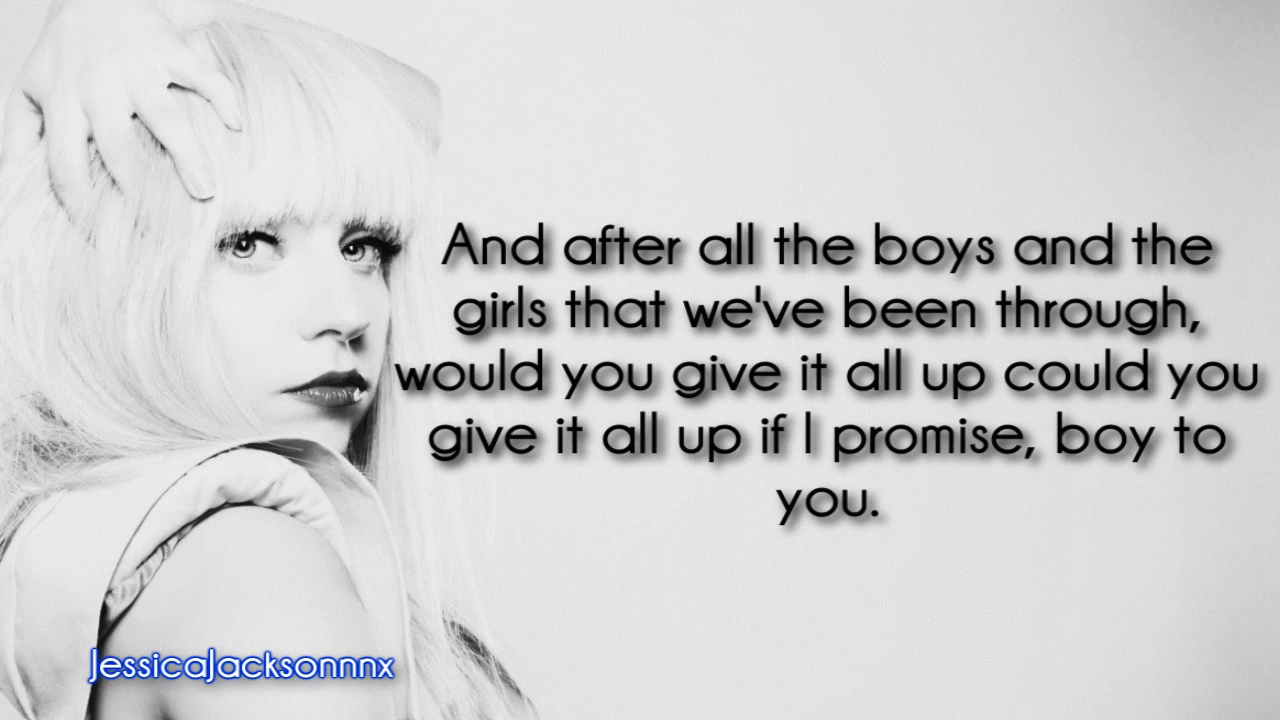 And after all the boys and the
girls that we've been through,
would you give it all up could you
give it all up if I promise, boy to
you.
JessicaJacksonnnx